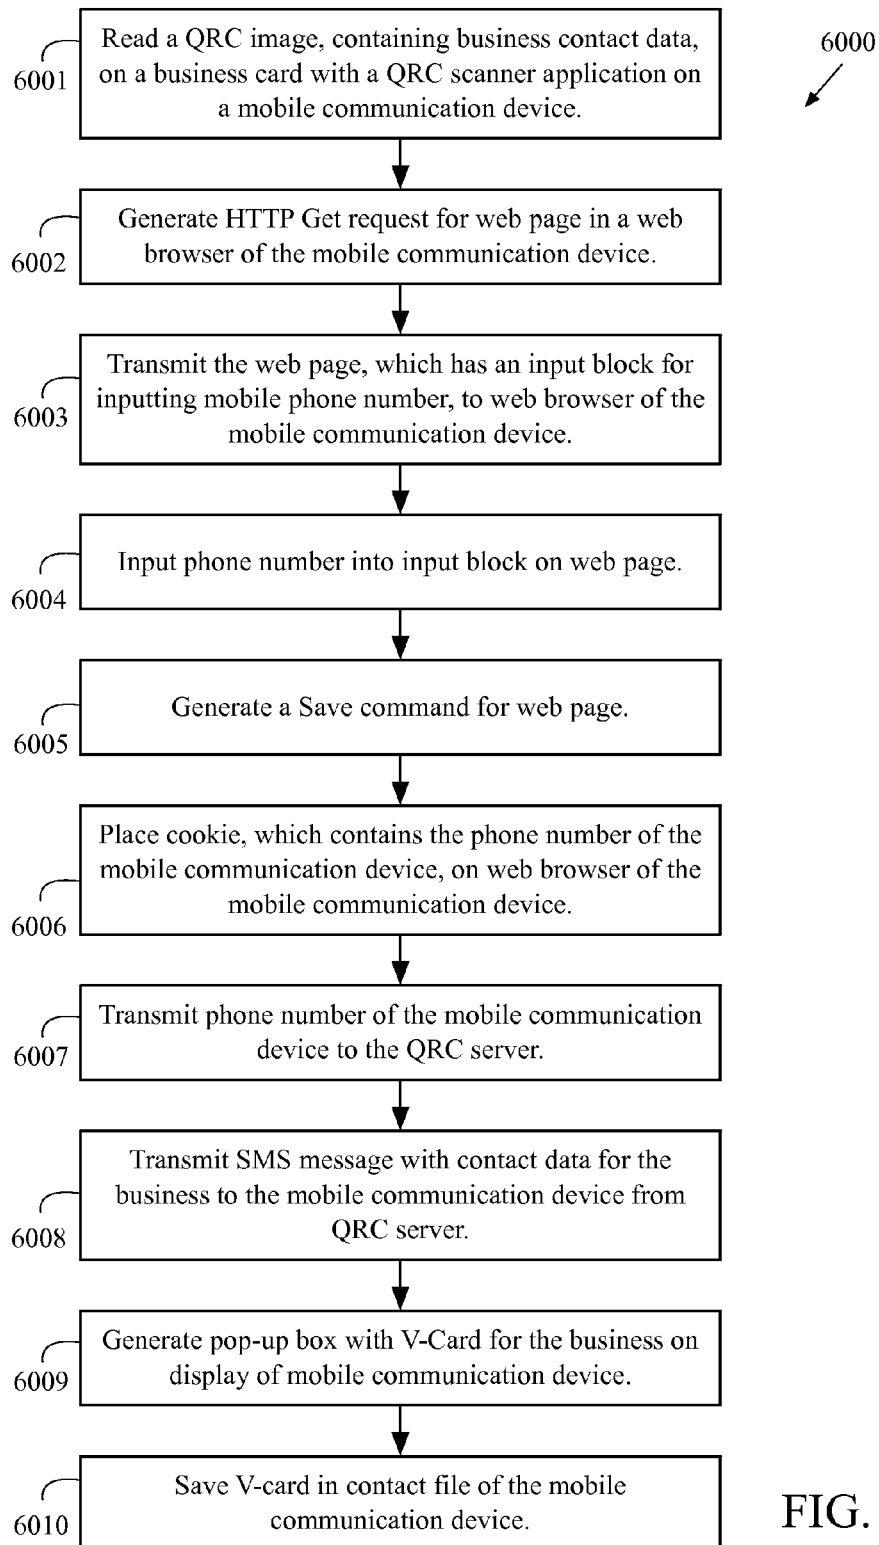 Read a QRC image, containing business contact data,
on a business card with a QRC scanner application on
a mobile communication device.
6001
6000
Generate HTTP Get request for web page in a web
browser of the mobile communication device.
6002
Transmit the web page, which has an input block for
inputting mobile phone number, to web browser of the
mobile communication device.
6003
Input phone number into input block on web page.
6004
Generate a Save command for web page.
6005
Place cookie, which contains the phone number of the
mobile communication device, on web browser of the
mobile communication device.
6006
Transmit phone number of the mobile communication
device to the QRC server.
6007
Transmit SMS message with contact data for the
business to the mobile communication device from
QRC server.
6008
Generate pop-up box with V-Card for the business on
display of mobile communication device.
6009
Save V-card in contact file of the mobile
communication device.
6010
FIG.